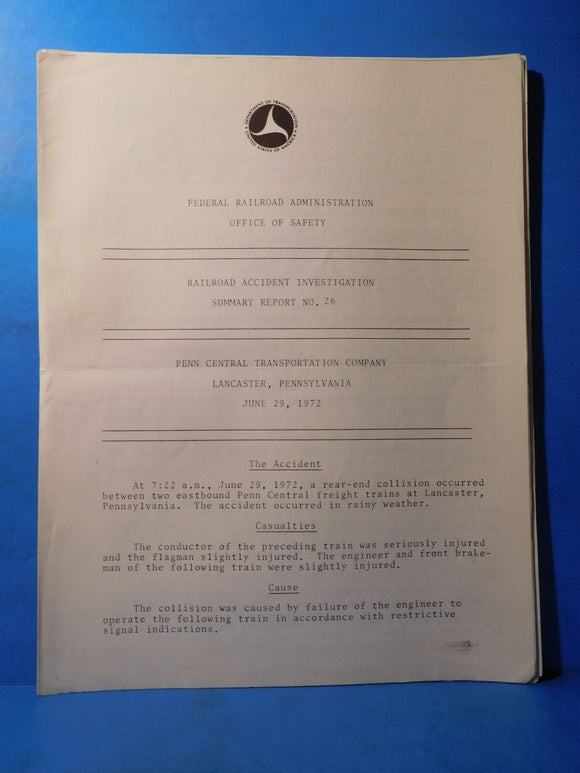 DEPARTMENT OF TRANSPORTATION
UNITED STATES OF AMERICA
FEDERAL RAILROAD ADMINISTRATION
OFFICE OF SAFETY
RAILROAD ACCIDENT INVESTIGATION
SUMMARY REPORT NO. 26
PENN CENTRAL TRANSPORTATION COMPANY
LANCASTER, PENNSYLVANIA
JUNE 29, 1972
The Accident
At 7:22 a.m., June 29, 1972, a rear-end collision occurred
between two eastbound Penn Central freight trains at Lancaster,
Pennsylvania. The accident occurred in rainy weather.
Casualties
The conductor of the preceding train was seriously injured
and the flagman slightly injured. The engineer and front brake-
man of the following train were slightly injured.
Cause
The collision was caused by failure of the engineer to
operate the following train in accordance with restrictive
signal indications.